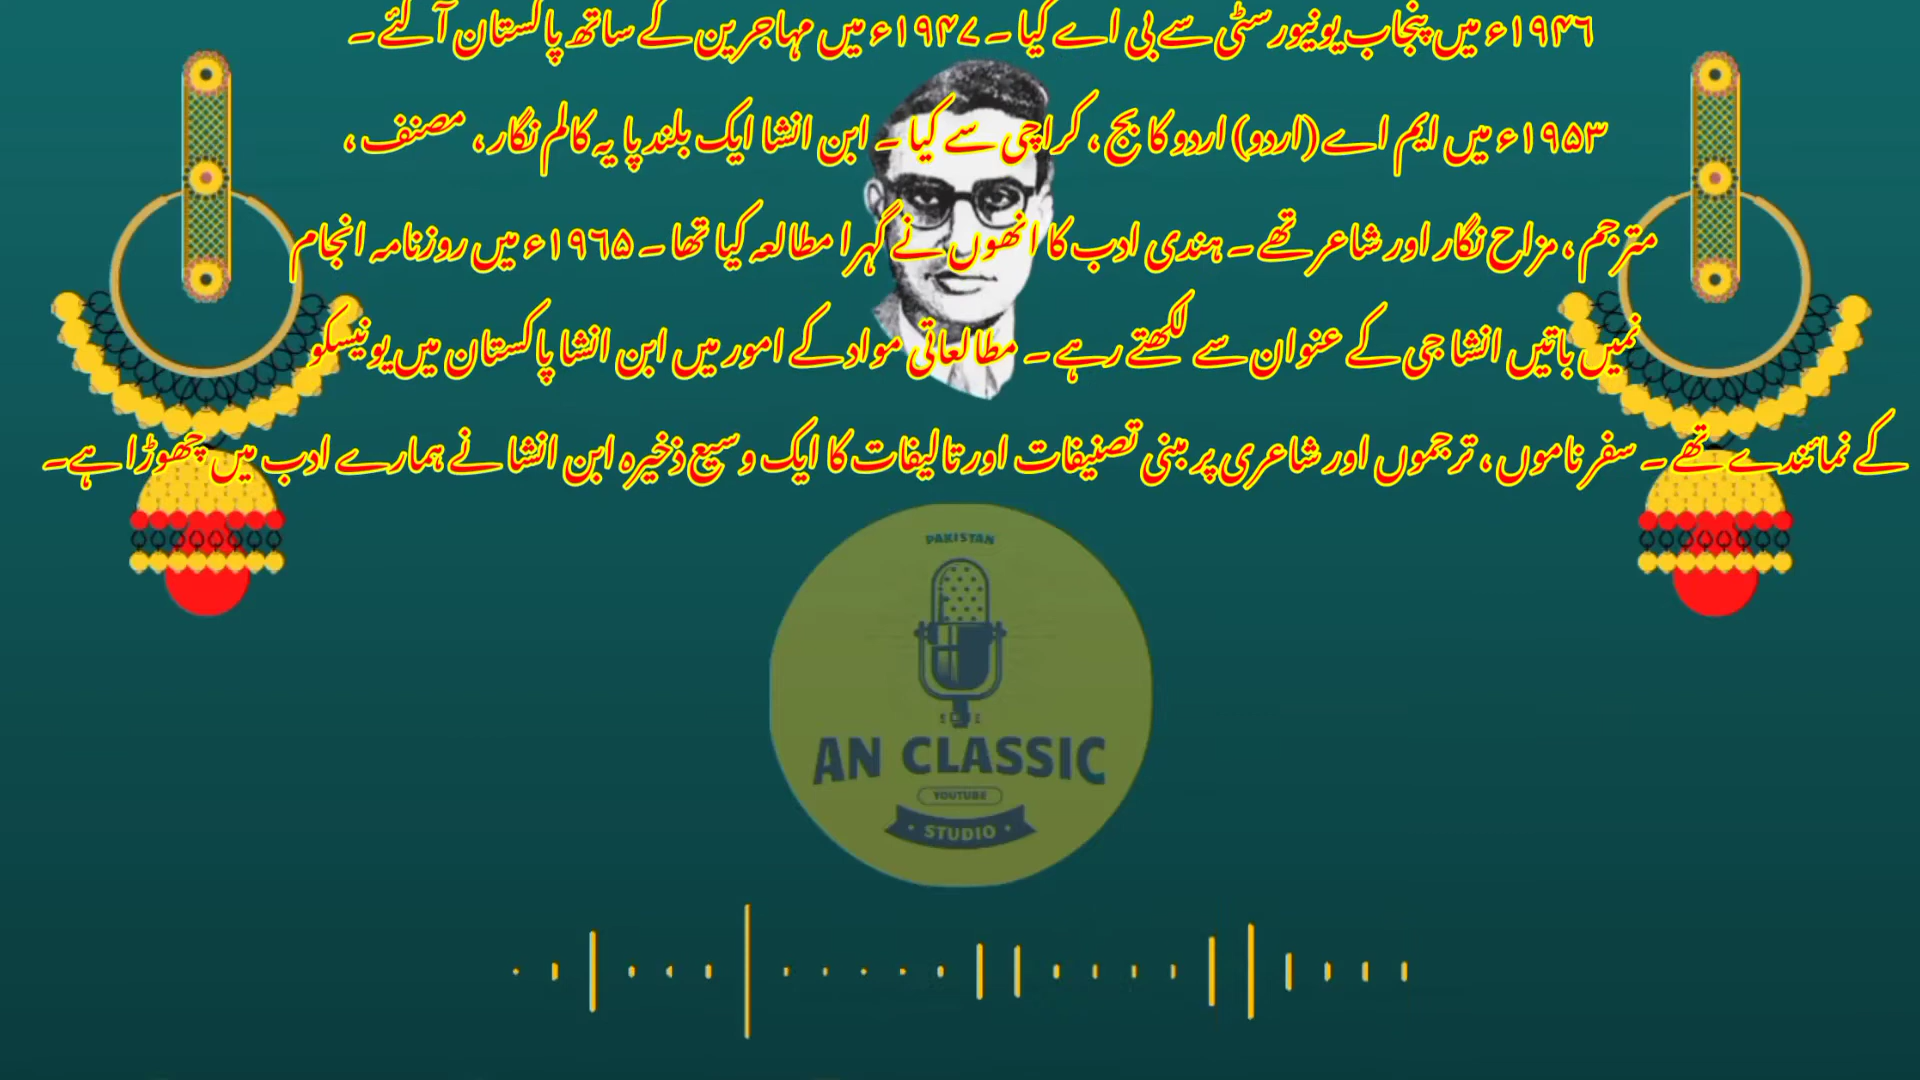 ۱۹۴۶ء میں پنجاب یونیورسٹی سے بی اے کیا۔ ۱۹۴۷ء میں مہاجرین کے ساتھ پاکستان آ گئے۔
۱۹۵۳ء میں ایم اے (اردو) اردو کا بج ، کراچی سے کیا۔ ابن انشا ایک بلند پایہ کالم نگار، مصنف ،
مترجم ، مزاح نگار اور شاعر تھے۔ ہندی ادب کا انھوں نے گہرا مطالعہ کیا تھا۔ ۱۹۶۵ء میں روزنامہ انجام
نمیں باتیں انشا جی کے عنوان سے لکھتے رہے۔ مطالعاتی مواد کے امور میں ابن انشا پاکستان میں یونیسکو
کے نمائندے تھے۔ سفر ناموں ، ترجموں اور شاعری پر مبنی تصنیفات اور تالیفات کا ایک وسیع ذخیرہ ابن انشا نے ہمارے ادب میں چھوڑا ہے۔
PAKISTAN
AN CLASSIC
YOUTUBE
STUDIO